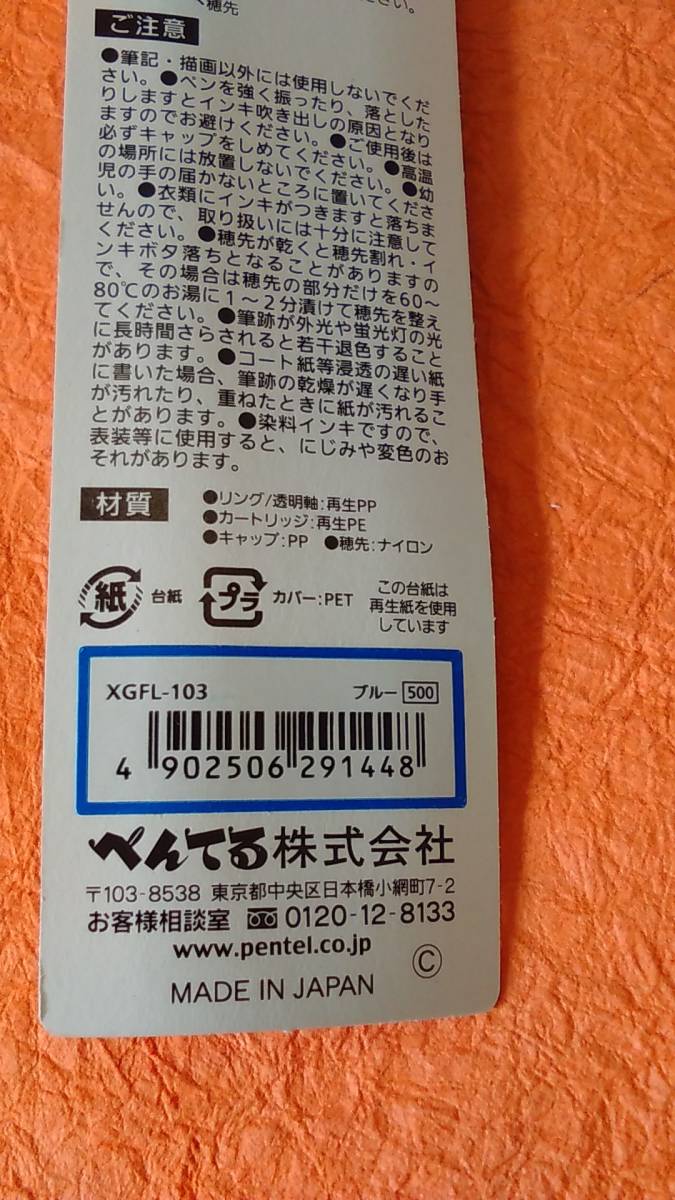 く穂先
ください。
ご注意
●筆記・描画以外には使用しないでくだ
さい。●ペンを強く振ったり、落とした
りしますとインキ吹き出しの原因となり
ますのでお避けください。●ご使用後は
必ずキャップをしめてください。●高温
の場所には放置しないでください。●幼
児の手の届かないところに置いてくださ
い。●衣類にインキがつきますと落ちま
せんので、取り扱いには十分に注意して
ください。●穂先が乾くと穂先割れ・イ
ンキボタ落ちとなることがありますの
で、その場合は穂先の部分だけを60〜
80℃のお湯に1〜2分漬けて穂先を整え
てください。●筆跡が外光や蛍光灯の光
に長時間さらされると若干退色すること
があります。●コート紙等浸透の遅い紙
に書いた場合、筆跡の乾燥が遅くなり手
が汚れたり、重ねたときに紙が汚れるこ
とがあります。●染料インキですので、
表装等に使用すると、にじみや変色のお
それがあります。
材質
●リング/透明軸:再生PP
●カートリッジ:再生PE
●キャップ:PP ●穂先:ナイロン
紙 台紙 プラ カバー:PET
この台紙は
再生紙を使用
しています
XGFL-103 ブルー 500
4 902506 291448
ぺんてる株式会社
〒103-8538 東京都中央区日本橋小網町7-2
お客様相談室 0120-12-8133
www.pentel.co.jp
Ⓒ
MADE IN JAPAN